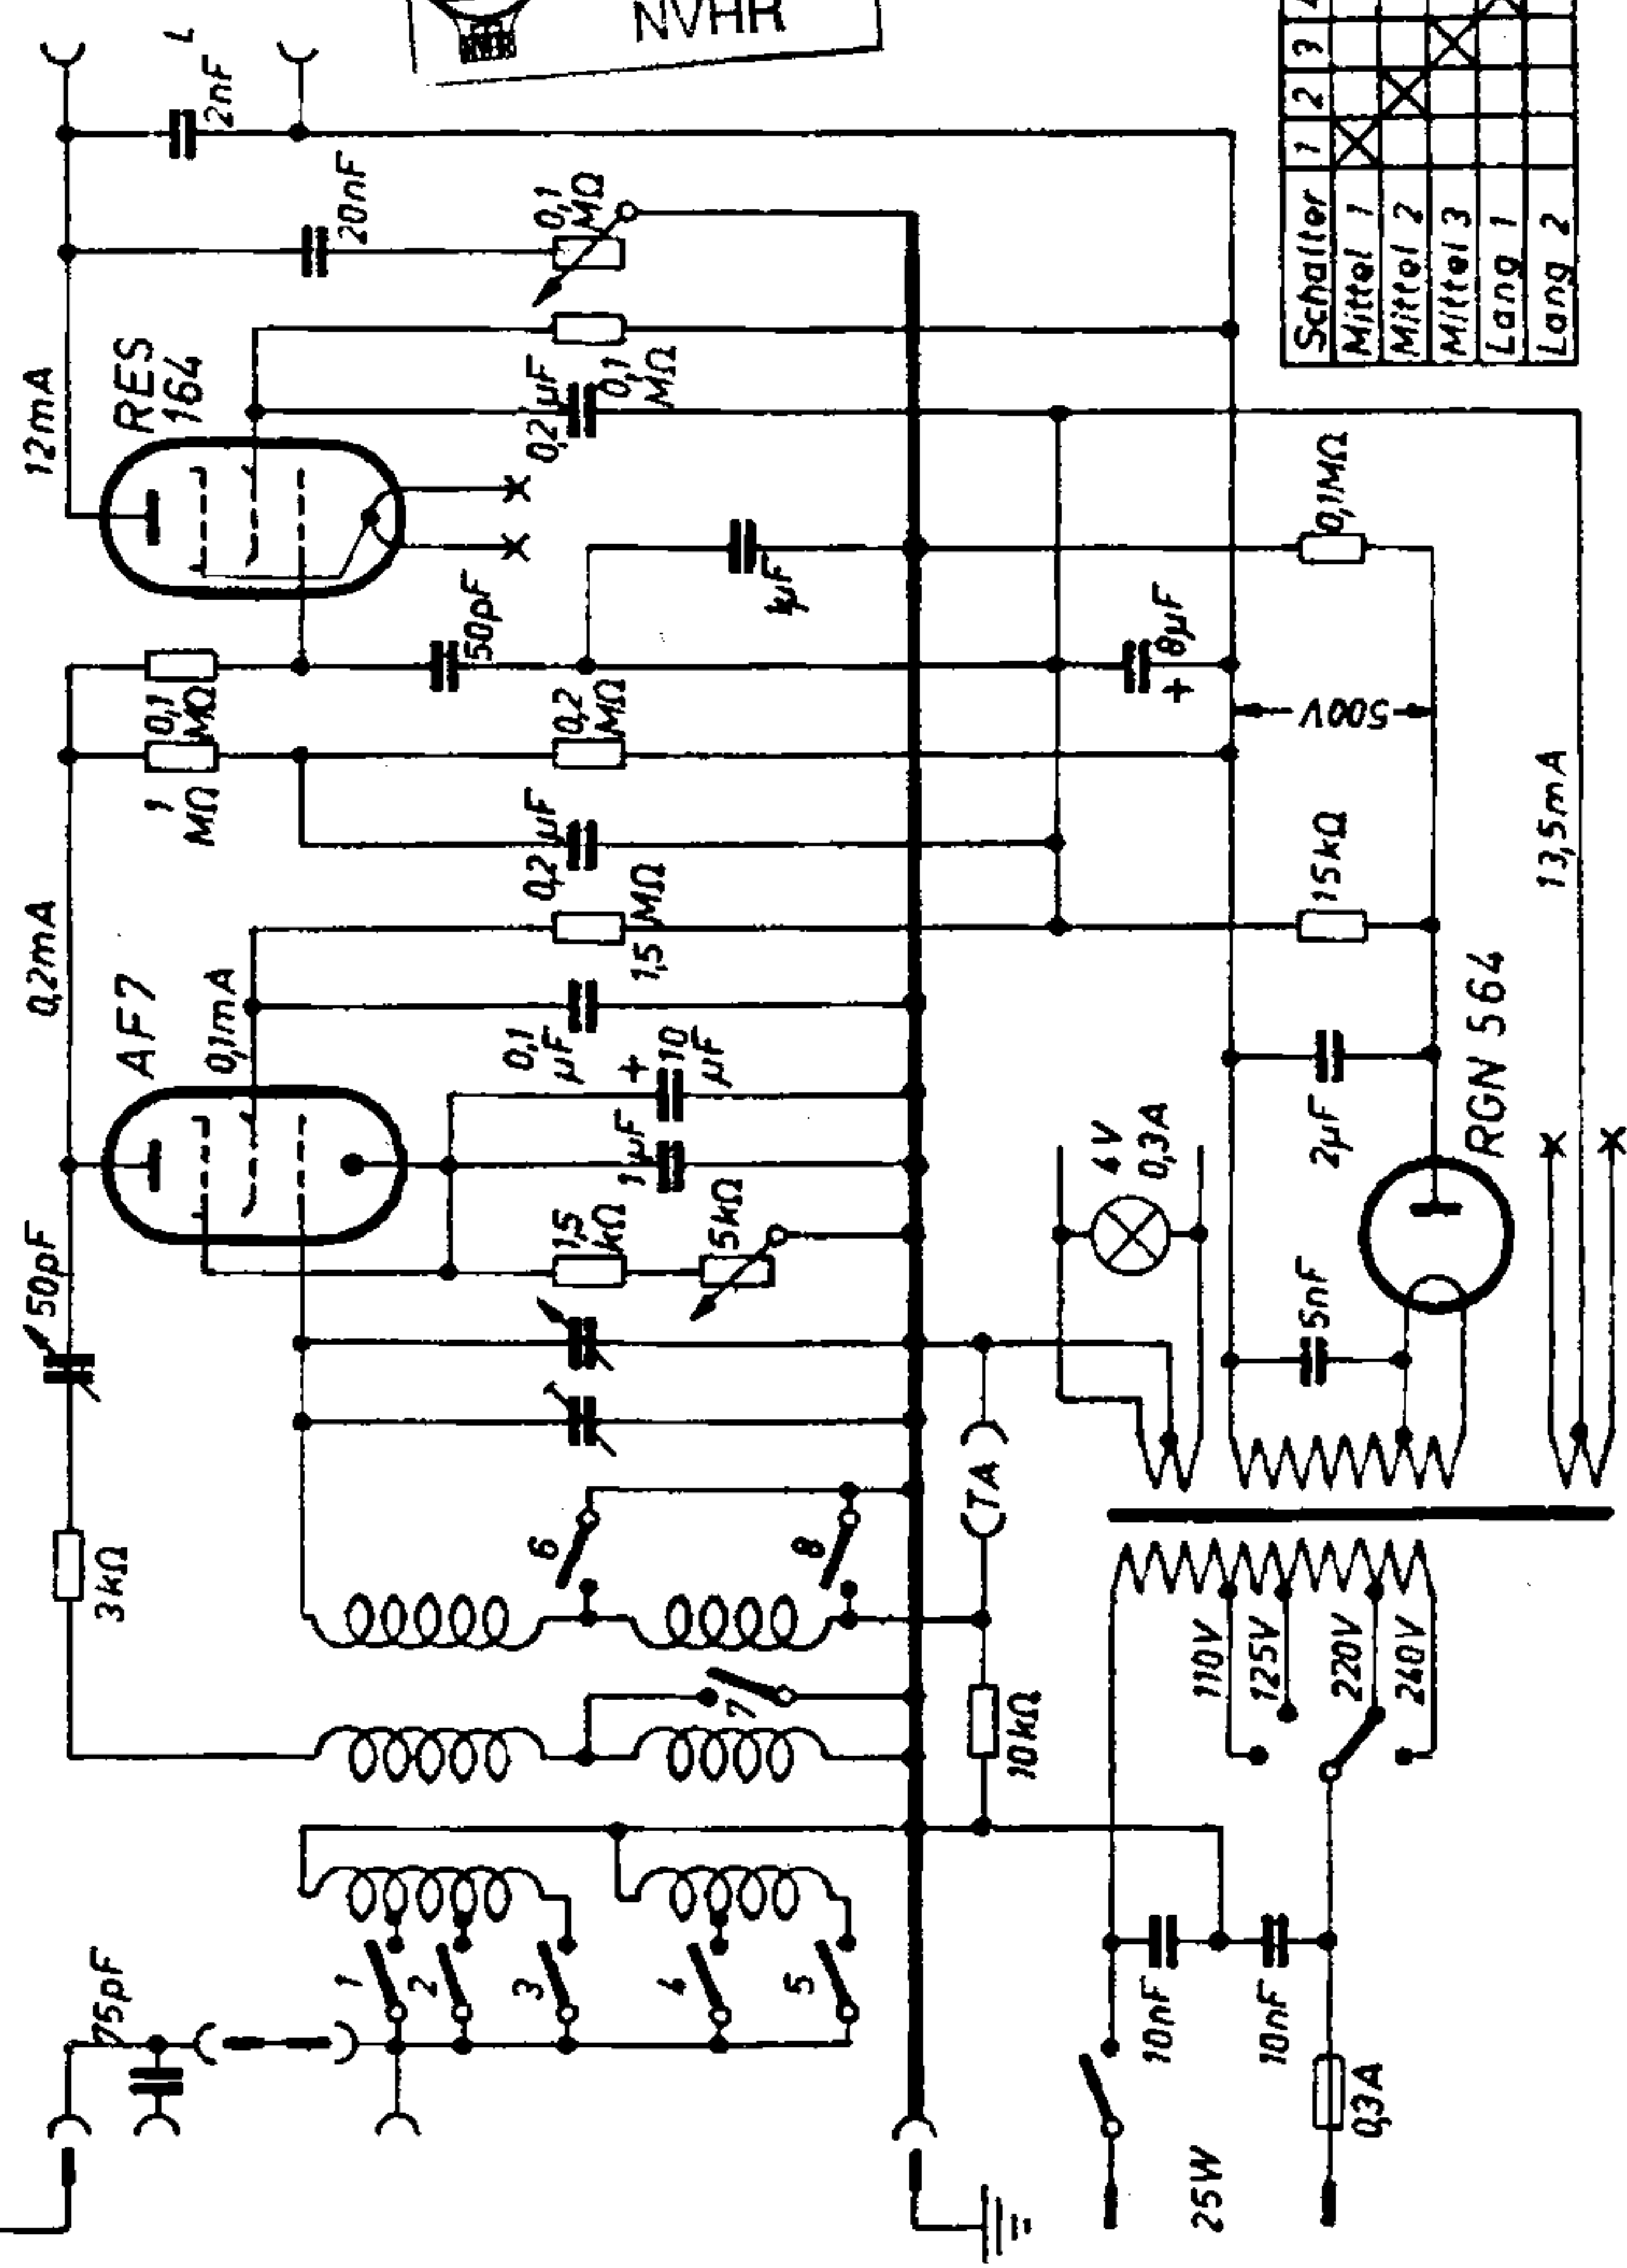 L
2nF
NVHR
20nF
0,1
MΩ
12mA
RES
164
0,2 µF
0,1
MΩ
Schalter 1 2 3
Mittel 1
Mittel 2
Mittel 3
Lang 1
Lang 2
0,1MΩ
1µF
50pF
8µF
+
500V
0,1
MΩ
1
MΩ
0,2
MΩ
0,2 µF
0,2mA
1,5 MΩ
15kΩ
13,5mA
AF7
0,1mA
0,1
µF
+
10
µF
1µF
RGN 564
2µF
4V
0,3A
50pF
1,5
kΩ
5kΩ
5nF
TA
3kΩ
6
8
7
10kΩ
110V
125V
220V
240V
75pF
1
2
3
4
5
10nF
10nF
0,3A
25W